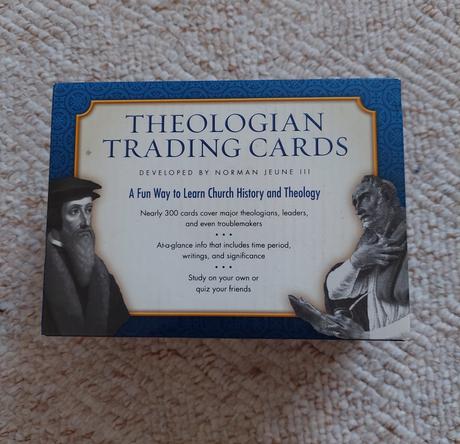 THEOLOGIAN
TRADING CARDS
DEVELOPED BY NORMAN JEUNE III
A Fun Way to Learn Church History and Theology
Nearly 300 cards cover major theologians, leaders,
and even troublemakers
• • •
At-a-glance info that includes time period,
writings, and significance
• • •
Study on your own or
quiz your friends